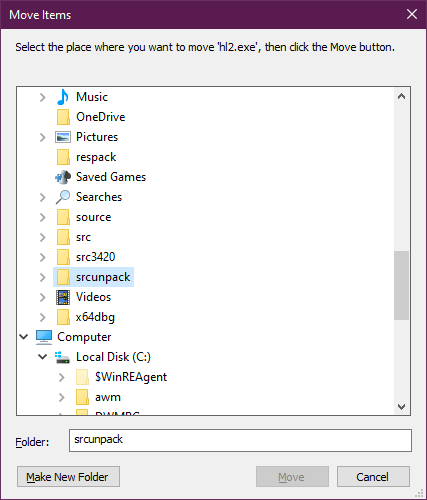 Move Items
Select the place where you want to move 'hl2.exe', then click the Move button.
Music
OneDrive
Pictures
respack
Saved Games
Searches
source
src
src3420
srcunpack
Videos
x64dbg
Computer
Local Disk (C:)
$WinREAgent
awm
Folder: srcunpack
Make New Folder Move Cancel